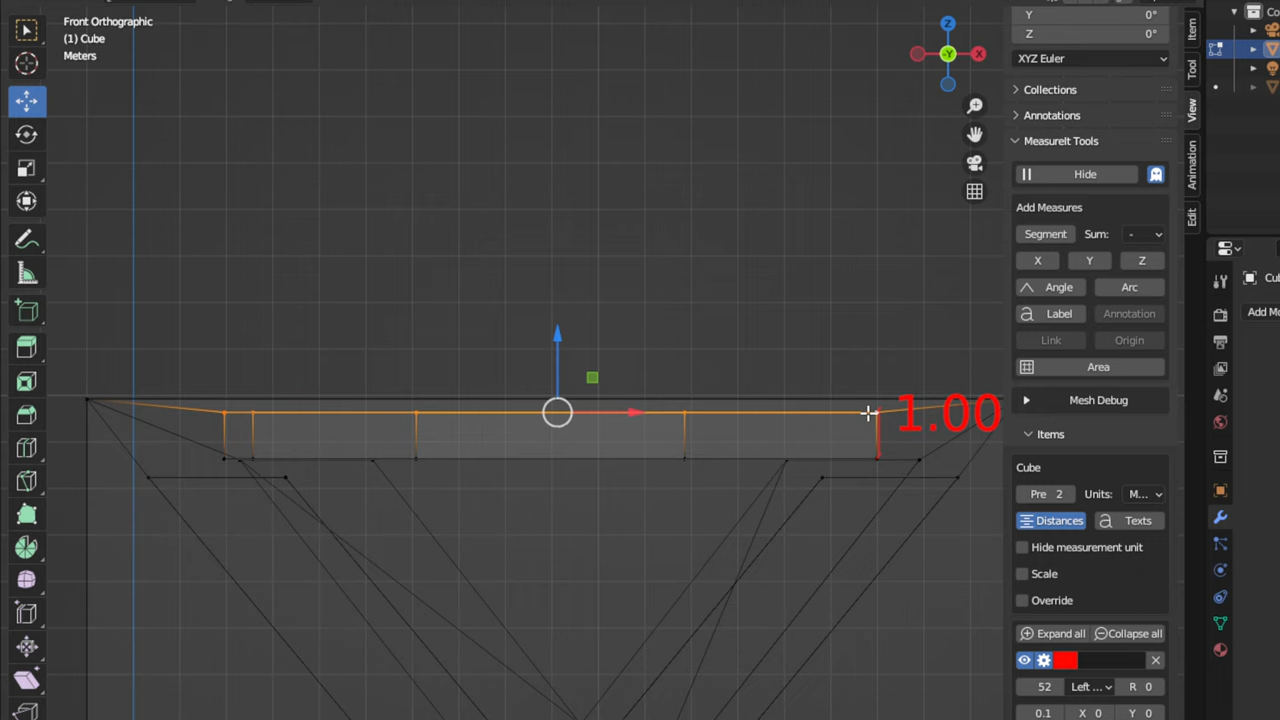 Front Orthographic
(1) Cube
Meters
Z
X
-Y
Y 0°
Z 0°
XYZ Euler
Collections
Annotations
MeasureIt Tools
Hide
Add Measures
Segment Sum: -
X Y Z
Angle Arc
a Label Annotation
Link Origin
Area
Mesh Debug
Items
Cube
Pre 2 Units: M...
Distances a Texts
Hide measurement unit
Scale
Override
Expand all Collapse all
52 Left ... R 0
0.1 X 0 Y 0
1.00
Item
Tool
View
Animation
Edit
Co
Cub
Add Mo